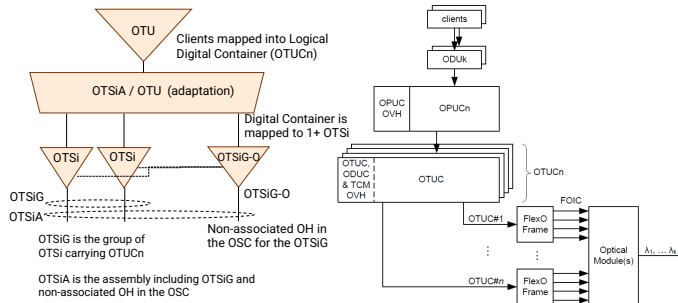 OTU
Clients mapped into Logical
Digital Container (OTUCn)
OTSiA / OTU (adaptation)
Digital Container is
mapped to 1+ OTSi
OTSi
OTSi
OTSiG-O
OTSiG
OTSiG-O
OTSiA
Non-associated OH in
the OSC for the OTSiG
OTSiG is the group of
OTSi carrying OTUCn
OTSiA is the assembly including OTSiG and
non-associated OH in the OSC
clients
ODUk
OPUC
OVH
OPUCn
OTUC,
ODUC
& TCM
OVH
OTUC
OTUCn
OTUC#1
FlexO
Frame
FOIC
Optical
Module(s)
λ1, … λk
OTUC#n
FlexO
Frame